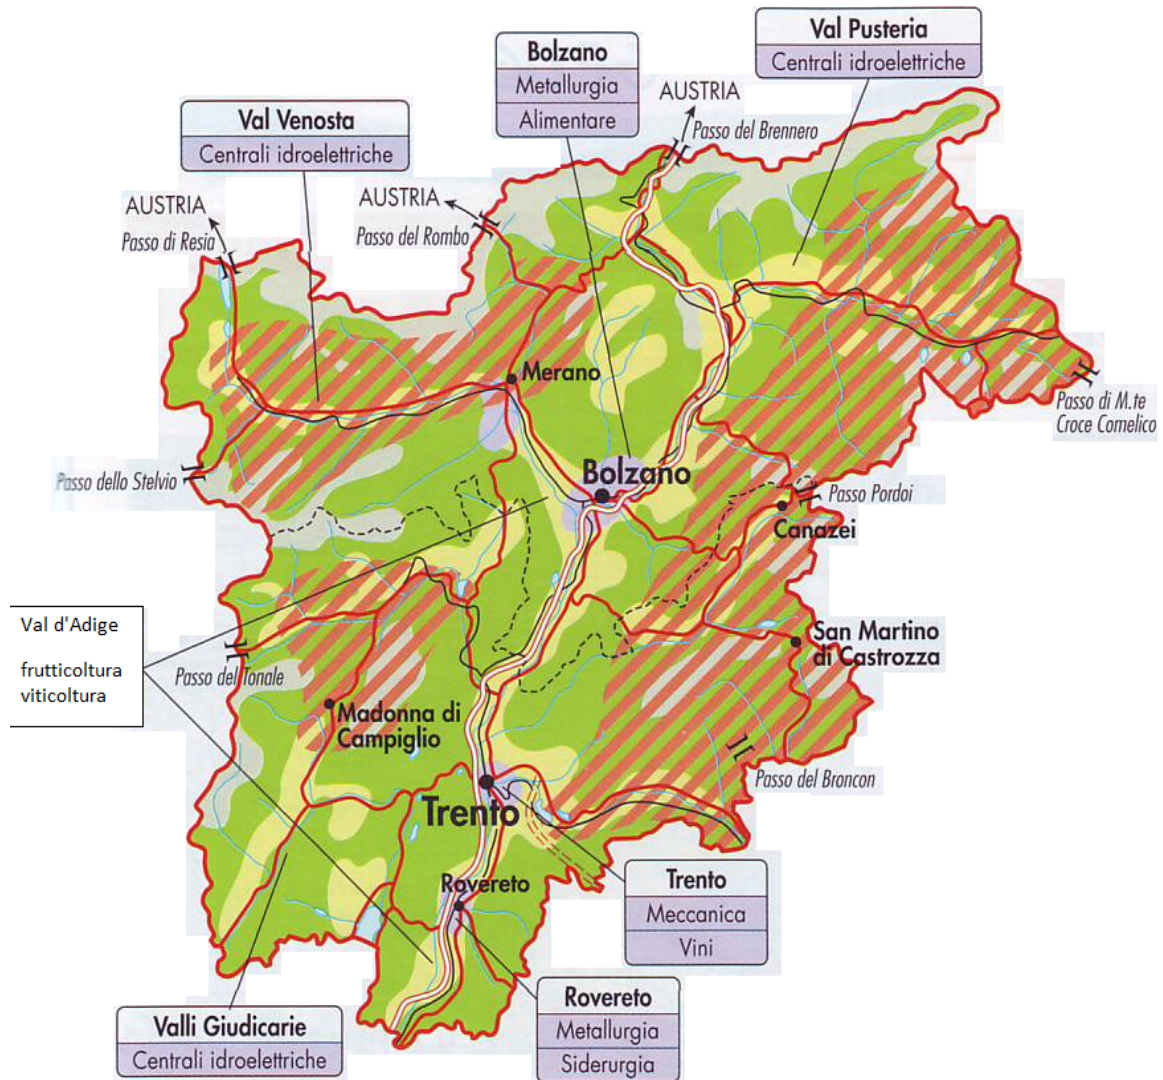 Val Pusteria
Centrali idroelettriche
Bolzano
Metallurgia
Alimentare
AUSTRIA
Passo del Brennero
Val Venosta
Centrali idroelettriche
AUSTRIA
Passo di Resia
AUSTRIA
Passo del Rombo
Merano
Passo di M.te
Croce Comelico
Passo dello Stelvio
Bolzano
Passo Pordoi
Canazei
Val d'Adige
frutticoltura
viticoltura
San Martino
di Castrozza
Passo del Tonale
Madonna di
Campiglio
Passo del Broncon
Trento
Rovereto
Trento
Meccanica
Vini
Rovereto
Metallurgia
Siderurgia
Valli Giudicarie
Centrali idroelettriche